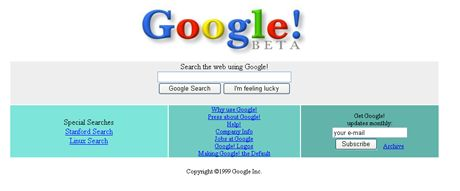 Google!
BETA
Search the web using Google!
Google Search I'm feeling lucky
Special Searches
Stanford Search
Linux Search
Why use Google!
Press about Google!
Help!
Company Info
Jobs at Google
Google! Logos
Making Google! the Default
Get Google!
updates monthly:
your e-mail
Subscribe Archive
Copyright ©1999 Google Inc.